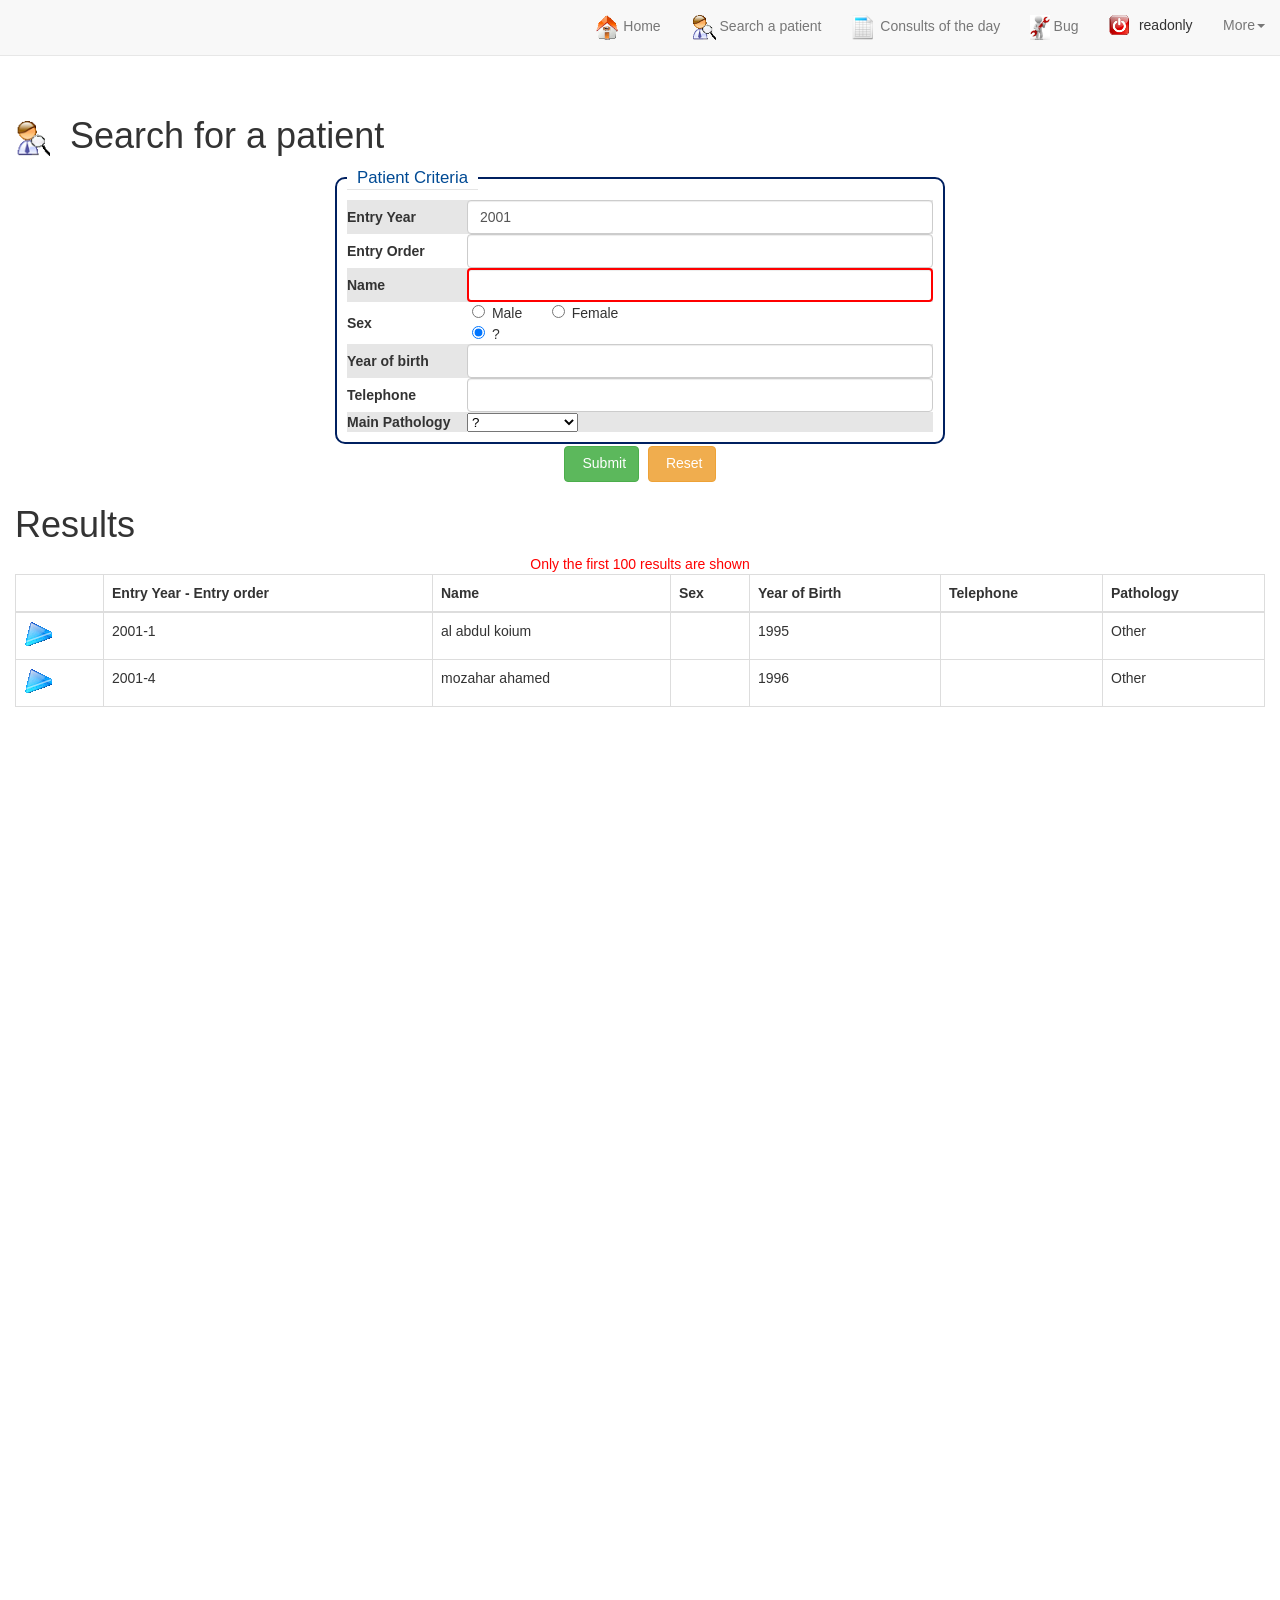 Home Search a patient Consults of the day Bug readonly More
Search for a patient
Patient Criteria
Entry Year 2001
Entry Order
Name
Sex Male Female
?
Year of birth
Telephone
Main Pathology ?
Submit Reset
Results
Only the first 100 results are shown
Entry Year - Entry order Name Sex Year of Birth Telephone Pathology
2001-1 al abdul koium 1995 Other
2001-4 mozahar ahamed 1996 Other